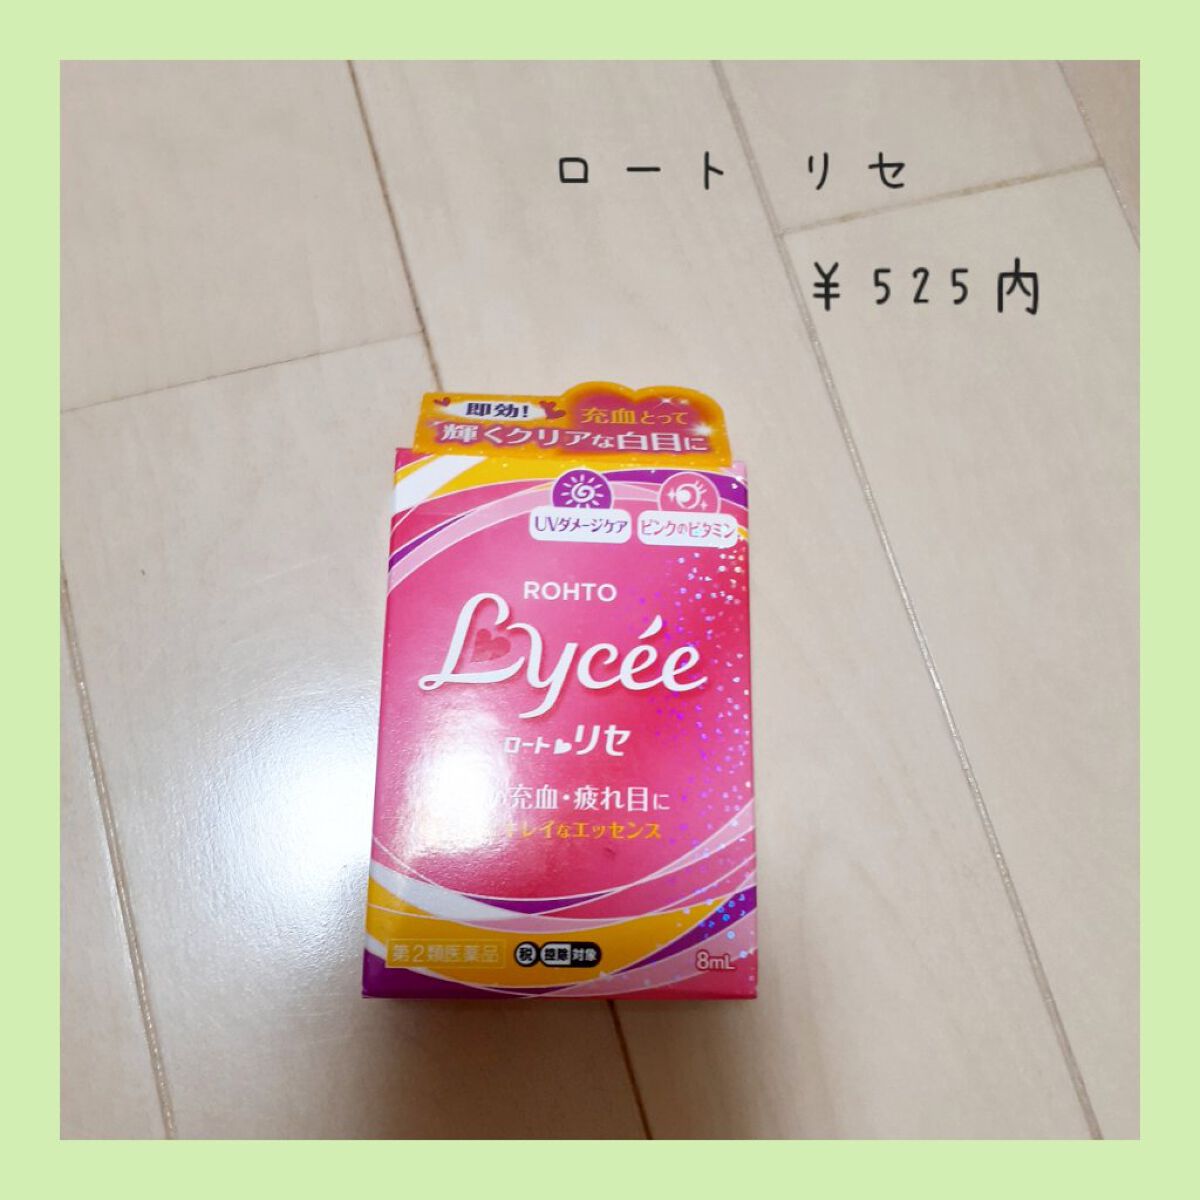 ロート リセ
¥525内
即効! 充血とって
輝くクリアな白目に
UVダメージケア
ピンクのビタミン
ROHTO
Lycée
ロートリセ
充血・疲れ目に
キレイなエッセンス
第2類医薬品
税 控除対象
8mL